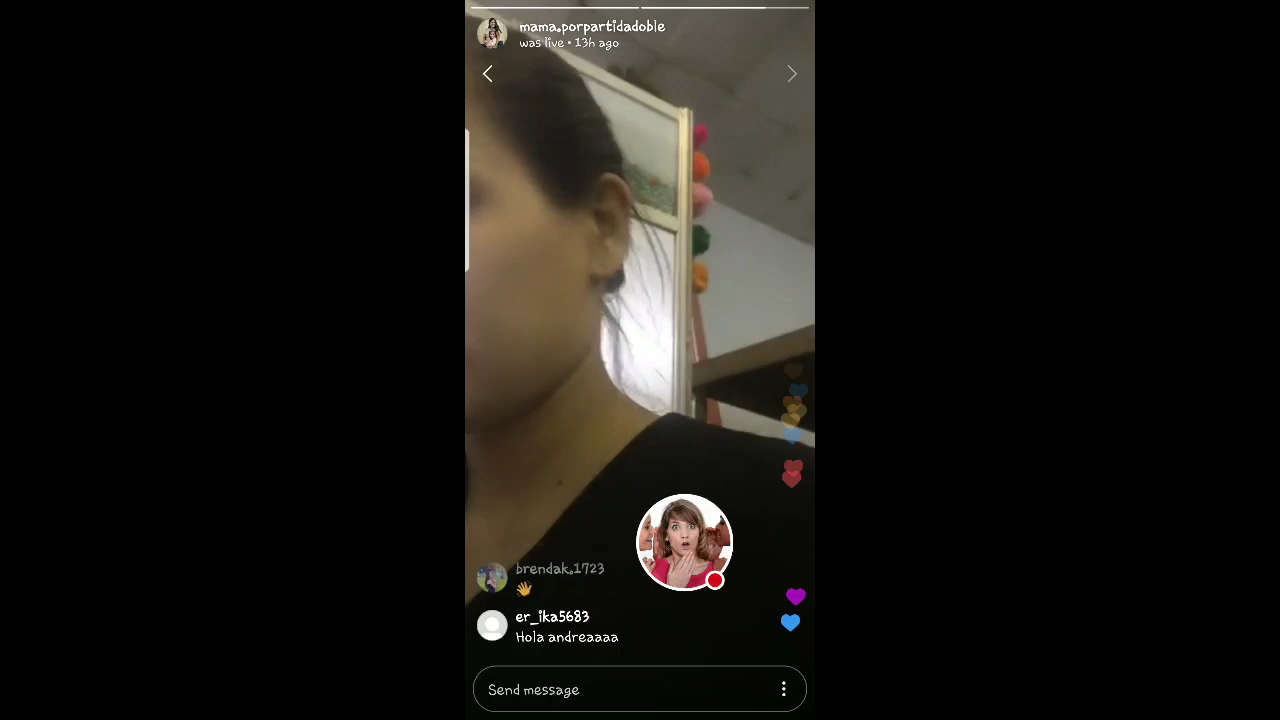 mama.porpartidadoble
was live • 13h ago
brendak.1723
👋
er_ika5683
Hola andreaaaa
Send message